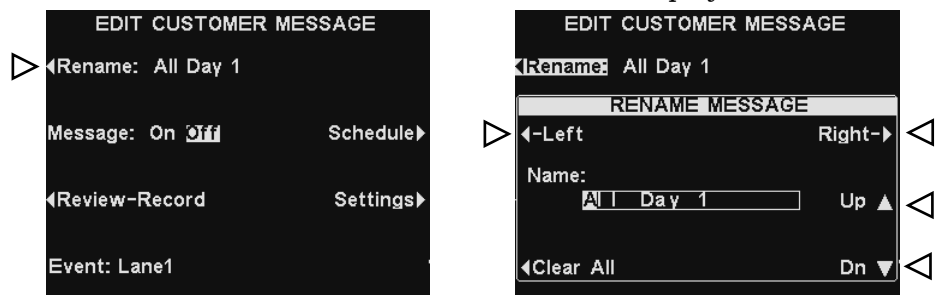 EDIT CUSTOMER MESSAGE
Rename: All Day 1
Message: On Off Schedule
Review-Record Settings
Event: Lane1
EDIT CUSTOMER MESSAGE
Rename: All Day 1
RENAME MESSAGE
-Left Right-
Name:
All Day 1 Up
Clear All Dn